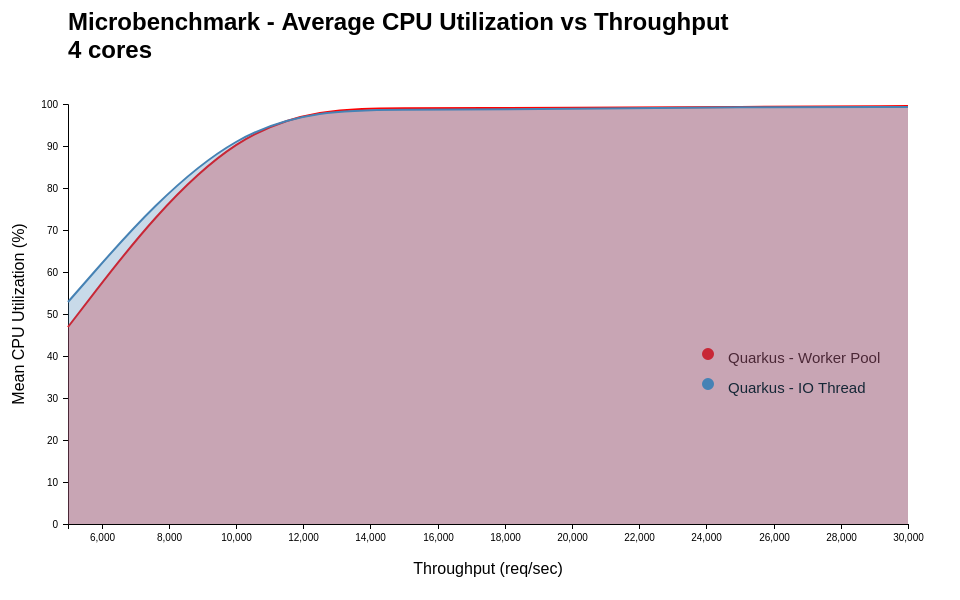 Microbenchmark - Average CPU Utilization vs Throughput
4 cores
Mean CPU Utilization (%)
100
90
80
70
60
50
40
30
20
10
0
Quarkus - Worker Pool
Quarkus - IO Thread
6,000 8,000 10,000 12,000 14,000 16,000 18,000 20,000 22,000 24,000 26,000 28,000 30,000
Throughput (req/sec)